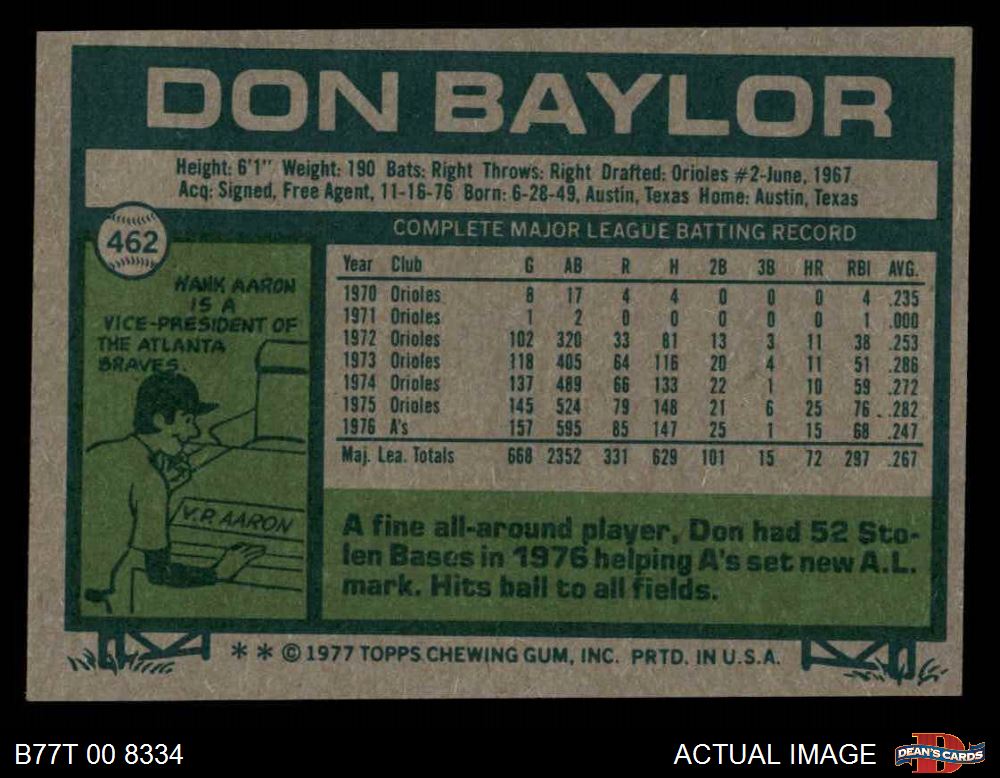 DON BAYLOR
Height: 6'1" Weight: 190 Bats: Right Throws: Right Drafted: Orioles #2-June, 1967
Acq: Signed, Free Agent, 11-16-76 Born: 6-28-49, Austin, Texas Home: Austin, Texas
462
HANK AARON
IS A
VICE-PRESIDENT OF
THE ATLANTA
BRAVES.
V.P. AARON
COMPLETE MAJOR LEAGUE BATTING RECORD
Year Club G AB R H 2B 3B HR RBI AVG.
1970 Orioles 8 17 4 4 0 0 0 4 .235
1971 Orioles 1 2 0 0 0 0 0 1 .000
1972 Orioles 102 320 33 81 13 3 11 38 .253
1973 Orioles 118 405 64 116 20 4 11 51 .286
1974 Orioles 137 489 66 133 22 1 10 59 .272
1975 Orioles 145 524 79 148 21 6 25 76 .282
1976 A's 157 595 85 147 25 1 15 68 .247
Maj. Lea. Totals 668 2352 331 629 101 15 72 297 .267
A fine all-around player, Don had 52 Sto-
len Bases in 1976 helping A's set new A.L.
mark. Hits ball to all fields.
* * © 1977 TOPPS CHEWING GUM, INC. PRTD. IN U.S.A.
B77T 00 8334
ACTUAL IMAGE
DEAN'S CARDS